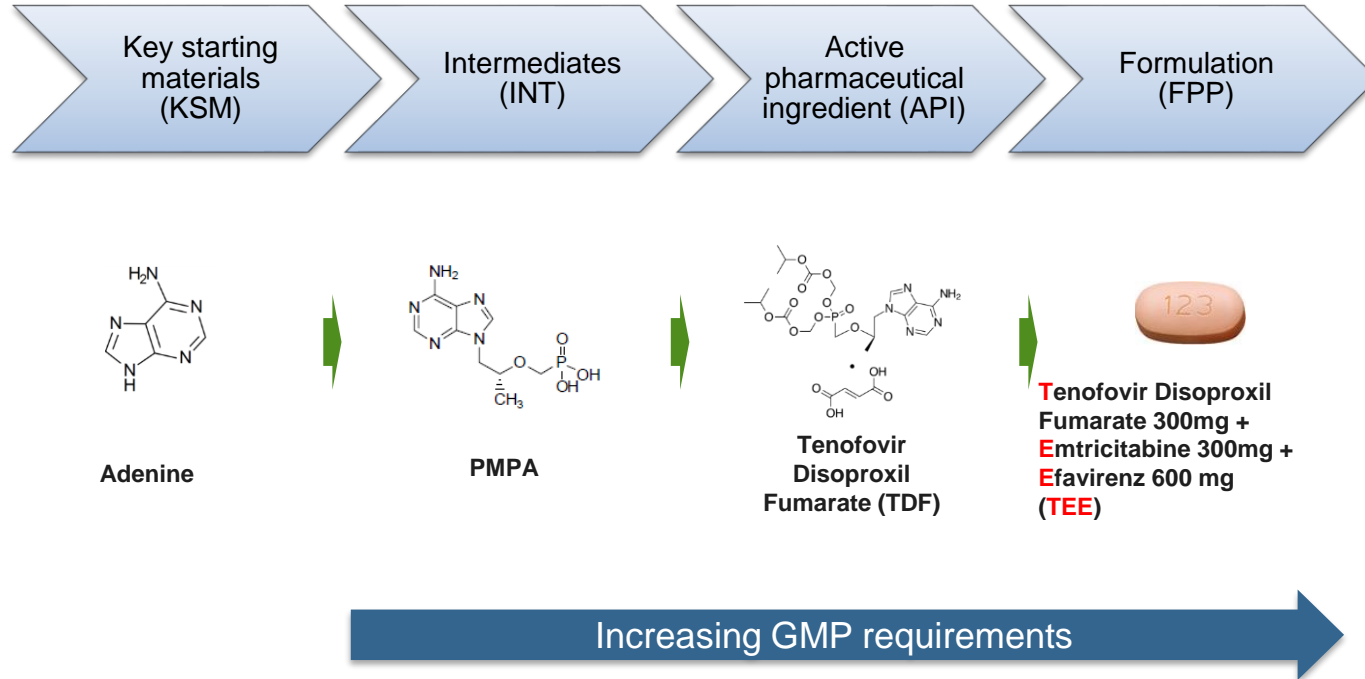 Key starting
materials
(KSM)
Intermediates
(INT)
Active
pharmaceutical
ingredient (API)
Formulation
(FPP)
H₂N
N
N
N
N
H
Adenine
NH₂
N
N
N
N
O
O
P
OH
OH
CH₃
PMPA
O
O
O
O
O
O
O
O
P
O
O
N
N
N
N
NH₂
•
O
OH
OH
O
Tenofovir
Disoproxil
Fumarate (TDF)
123
Tenofovir Disoproxil
Fumarate 300mg +
Emtricitabine 300mg +
Efavirenz 600 mg
(TEE)
Increasing GMP requirements